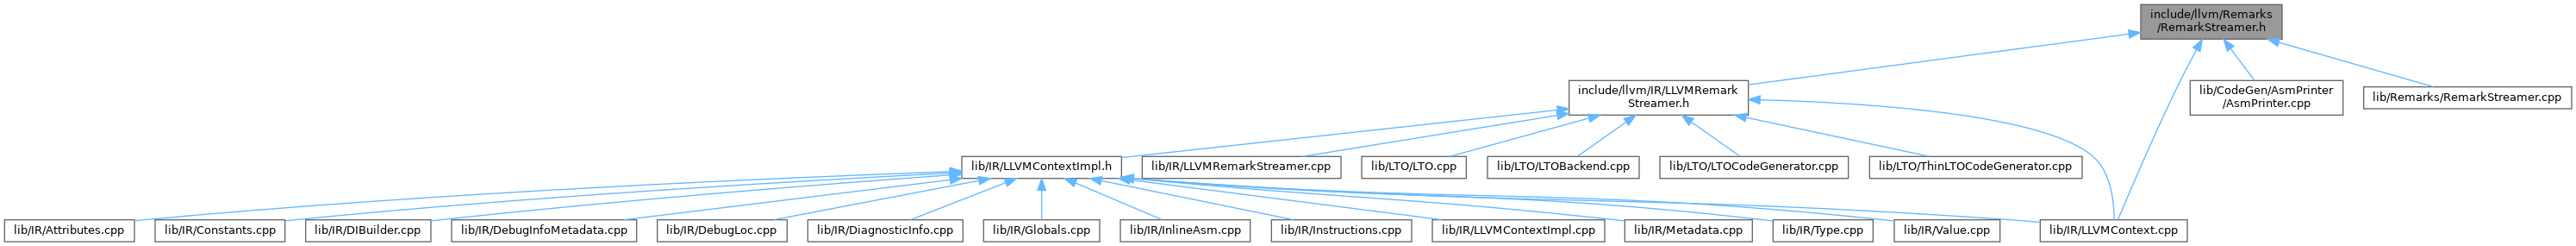 include/llvm/Remarks
/RemarkStreamer.h
include/llvm/IR/LLVMRemark
Streamer.h
lib/CodeGen/AsmPrinter
/AsmPrinter.cpp
lib/Remarks/RemarkStreamer.cpp
lib/IR/LLVMContextImpl.h
lib/IR/LLVMRemarkStreamer.cpp
lib/LTO/LTO.cpp
lib/LTO/LTOBackend.cpp
lib/LTO/LTOCodeGenerator.cpp
lib/LTO/ThinLTOCodeGenerator.cpp
lib/IR/Attributes.cpp
lib/IR/Constants.cpp
lib/IR/DIBuilder.cpp
lib/IR/DebugInfoMetadata.cpp
lib/IR/DebugLoc.cpp
lib/IR/DiagnosticInfo.cpp
lib/IR/Globals.cpp
lib/IR/InlineAsm.cpp
lib/IR/Instructions.cpp
lib/IR/LLVMContextImpl.cpp
lib/IR/Metadata.cpp
lib/IR/Type.cpp
lib/IR/Value.cpp
lib/IR/LLVMContext.cpp